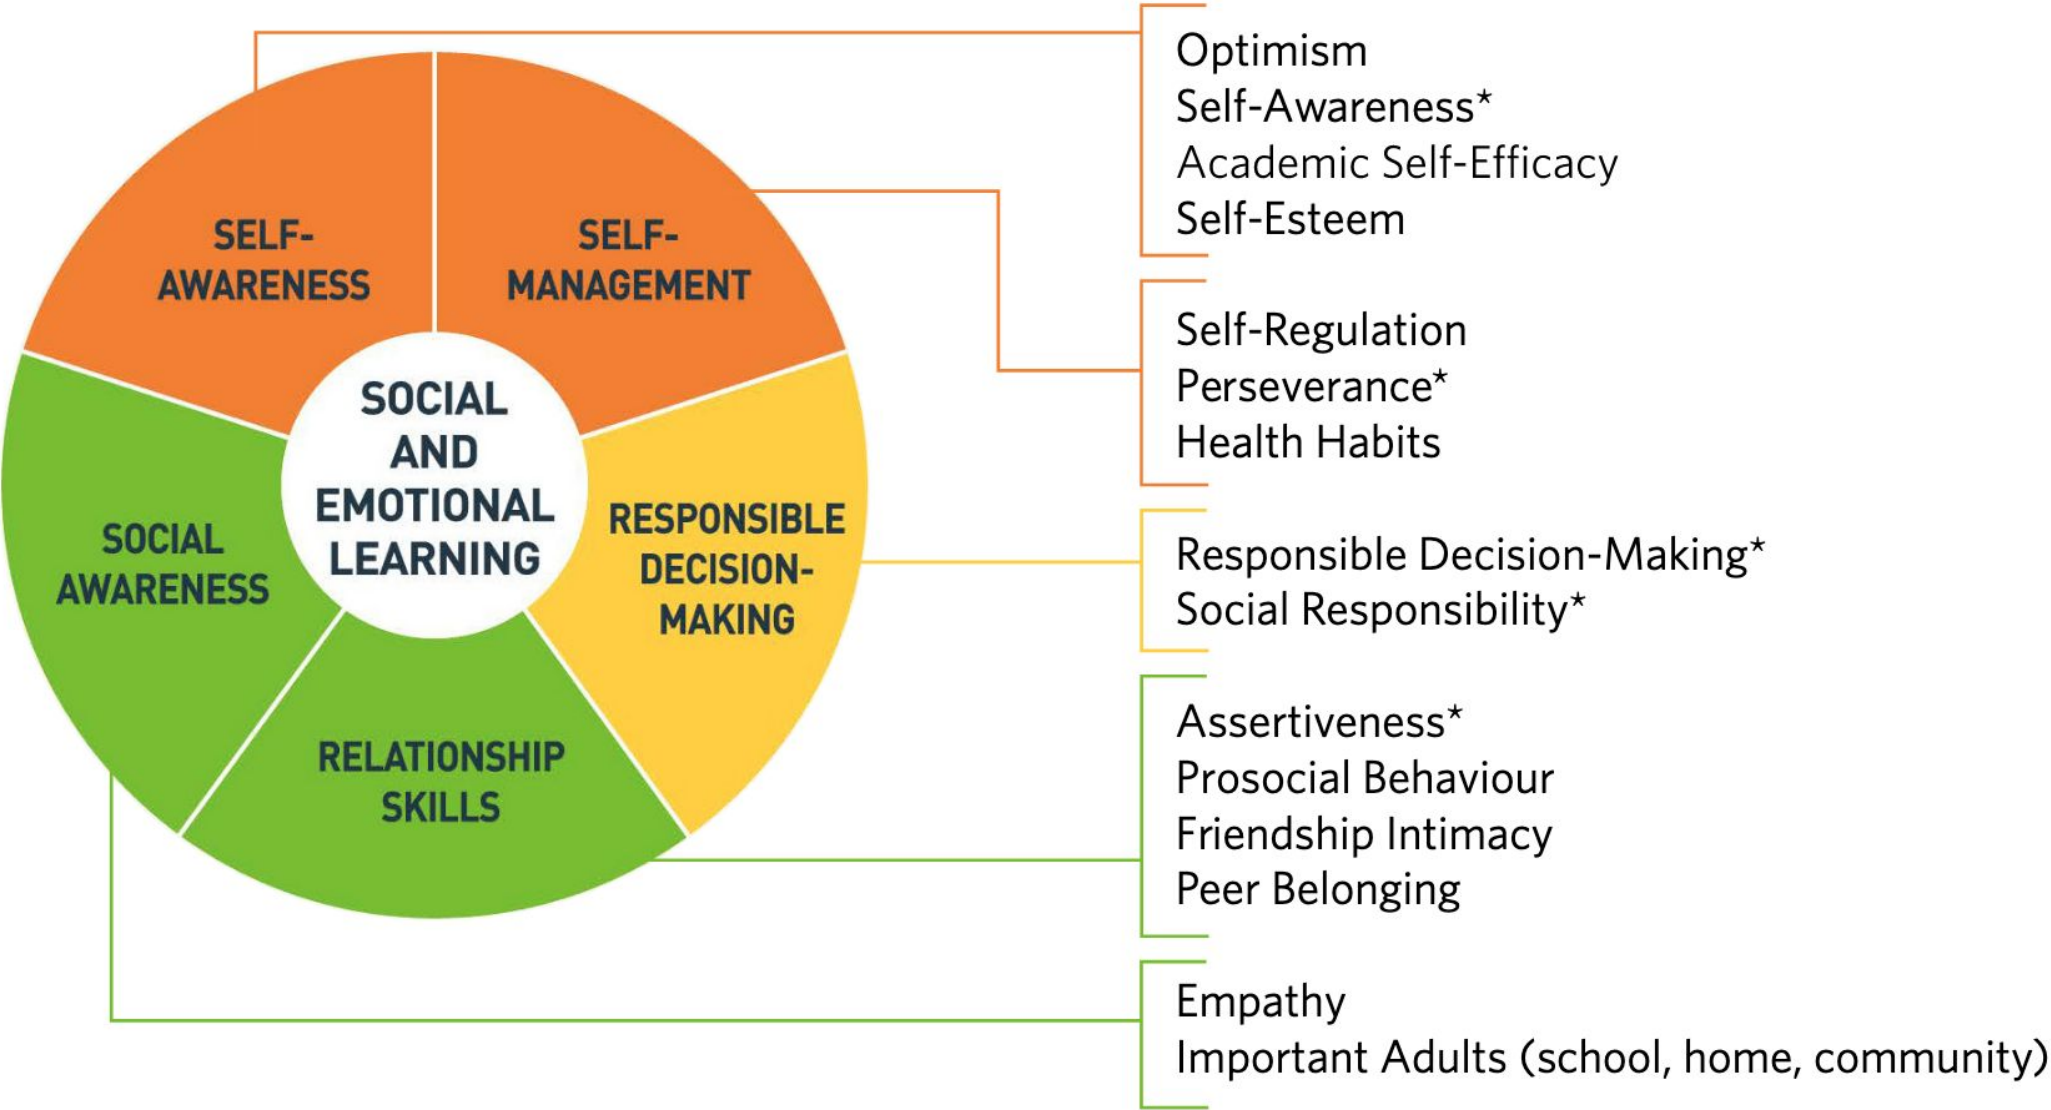 SELF-
AWARENESS
SELF-
MANAGEMENT
SOCIAL
AND
EMOTIONAL
LEARNING
RESPONSIBLE
DECISION-
MAKING
SOCIAL
AWARENESS
RELATIONSHIP
SKILLS
Optimism
Self-Awareness*
Academic Self-Efficacy
Self-Esteem
Self-Regulation
Perseverance*
Health Habits
Responsible Decision-Making*
Social Responsibility*
Assertiveness*
Prosocial Behaviour
Friendship Intimacy
Peer Belonging
Empathy
Important Adults (school, home, community)